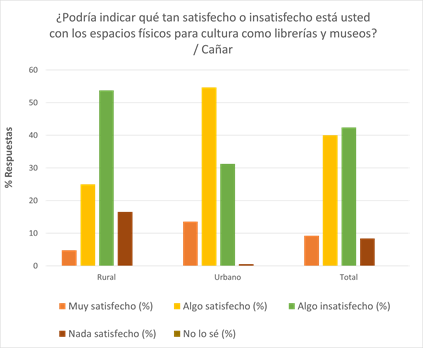 ¿Podría indicar qué tan satisfecho o insatisfecho está usted
con los espacios físicos para cultura como librerías y museos?
/ Cañar
% Respuestas
60
50
40
30
20
10
0
Rural Urbano Total
Muy satisfecho (%) Algo satisfecho (%) Algo insatisfecho (%)
Nada satisfecho (%) No lo sé (%)